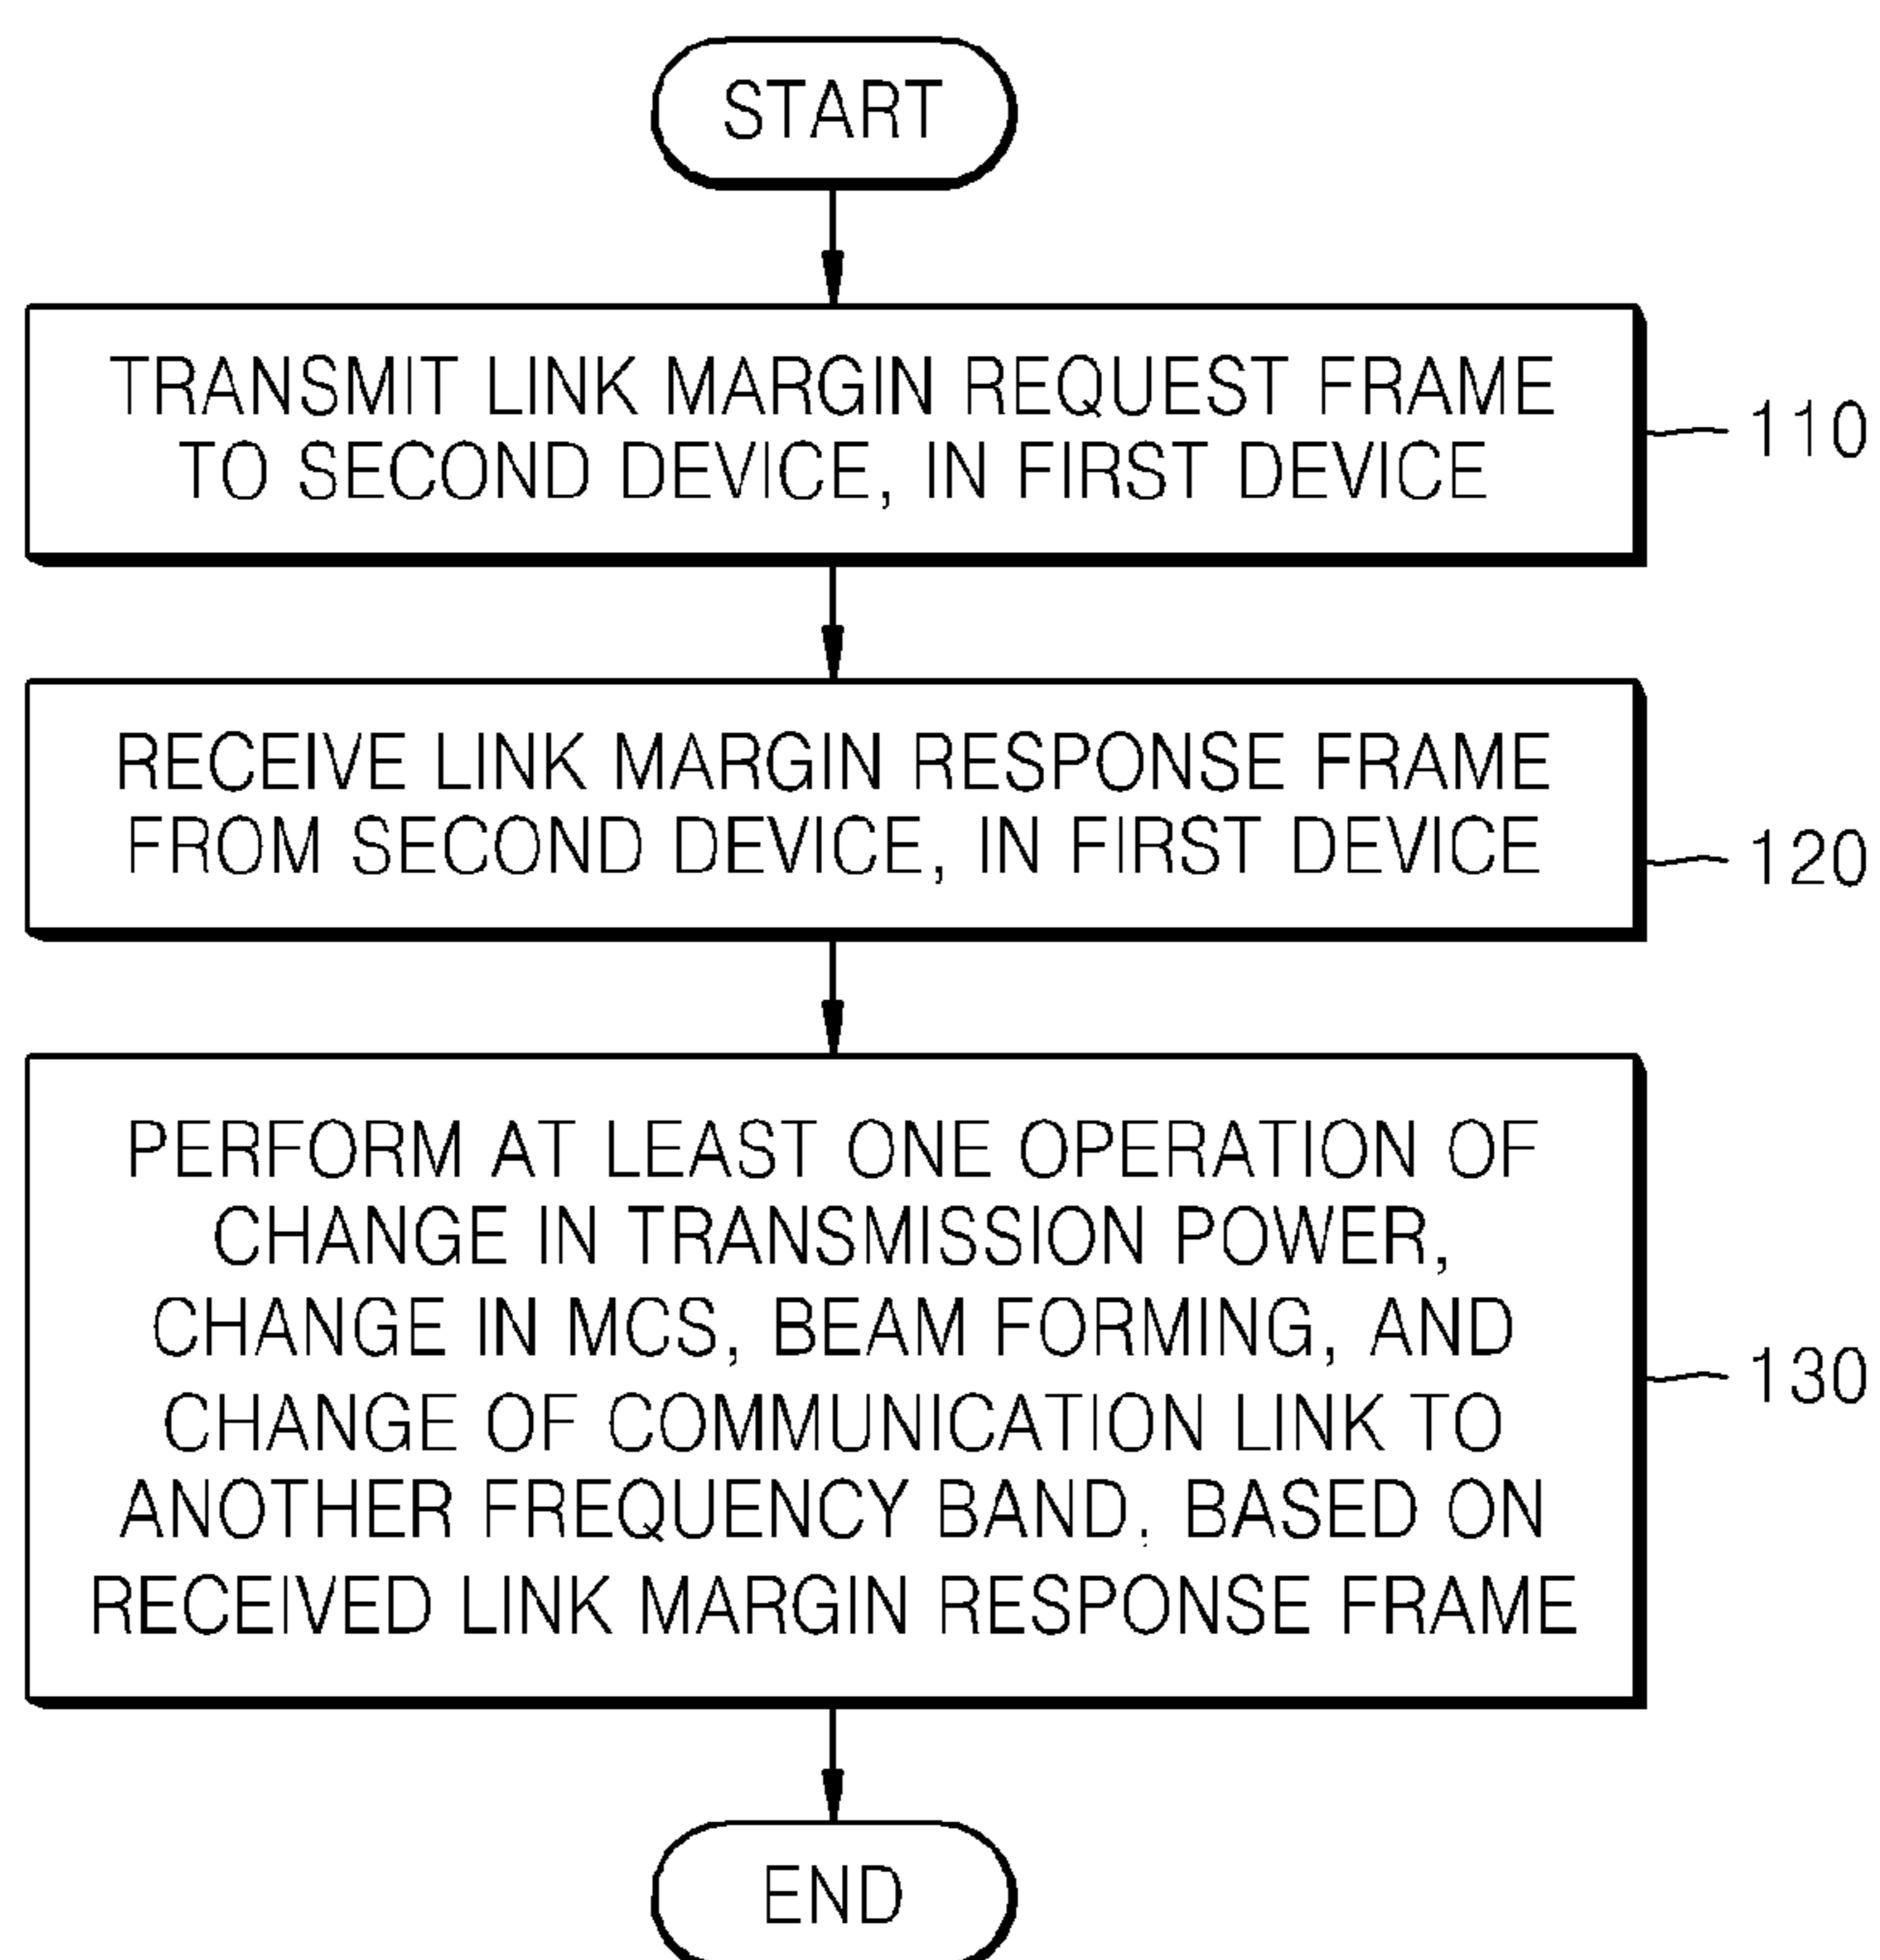 START
TRANSMIT LINK MARGIN REQUEST FRAME
TO SECOND DEVICE, IN FIRST DEVICE
110
RECEIVE LINK MARGIN RESPONSE FRAME
FROM SECOND DEVICE, IN FIRST DEVICE
120
PERFORM AT LEAST ONE OPERATION OF
CHANGE IN TRANSMISSION POWER,
CHANGE IN MCS, BEAM FORMING, AND
CHANGE OF COMMUNICATION LINK TO
ANOTHER FREQUENCY BAND, BASED ON
RECEIVED LINK MARGIN RESPONSE FRAME
130
END